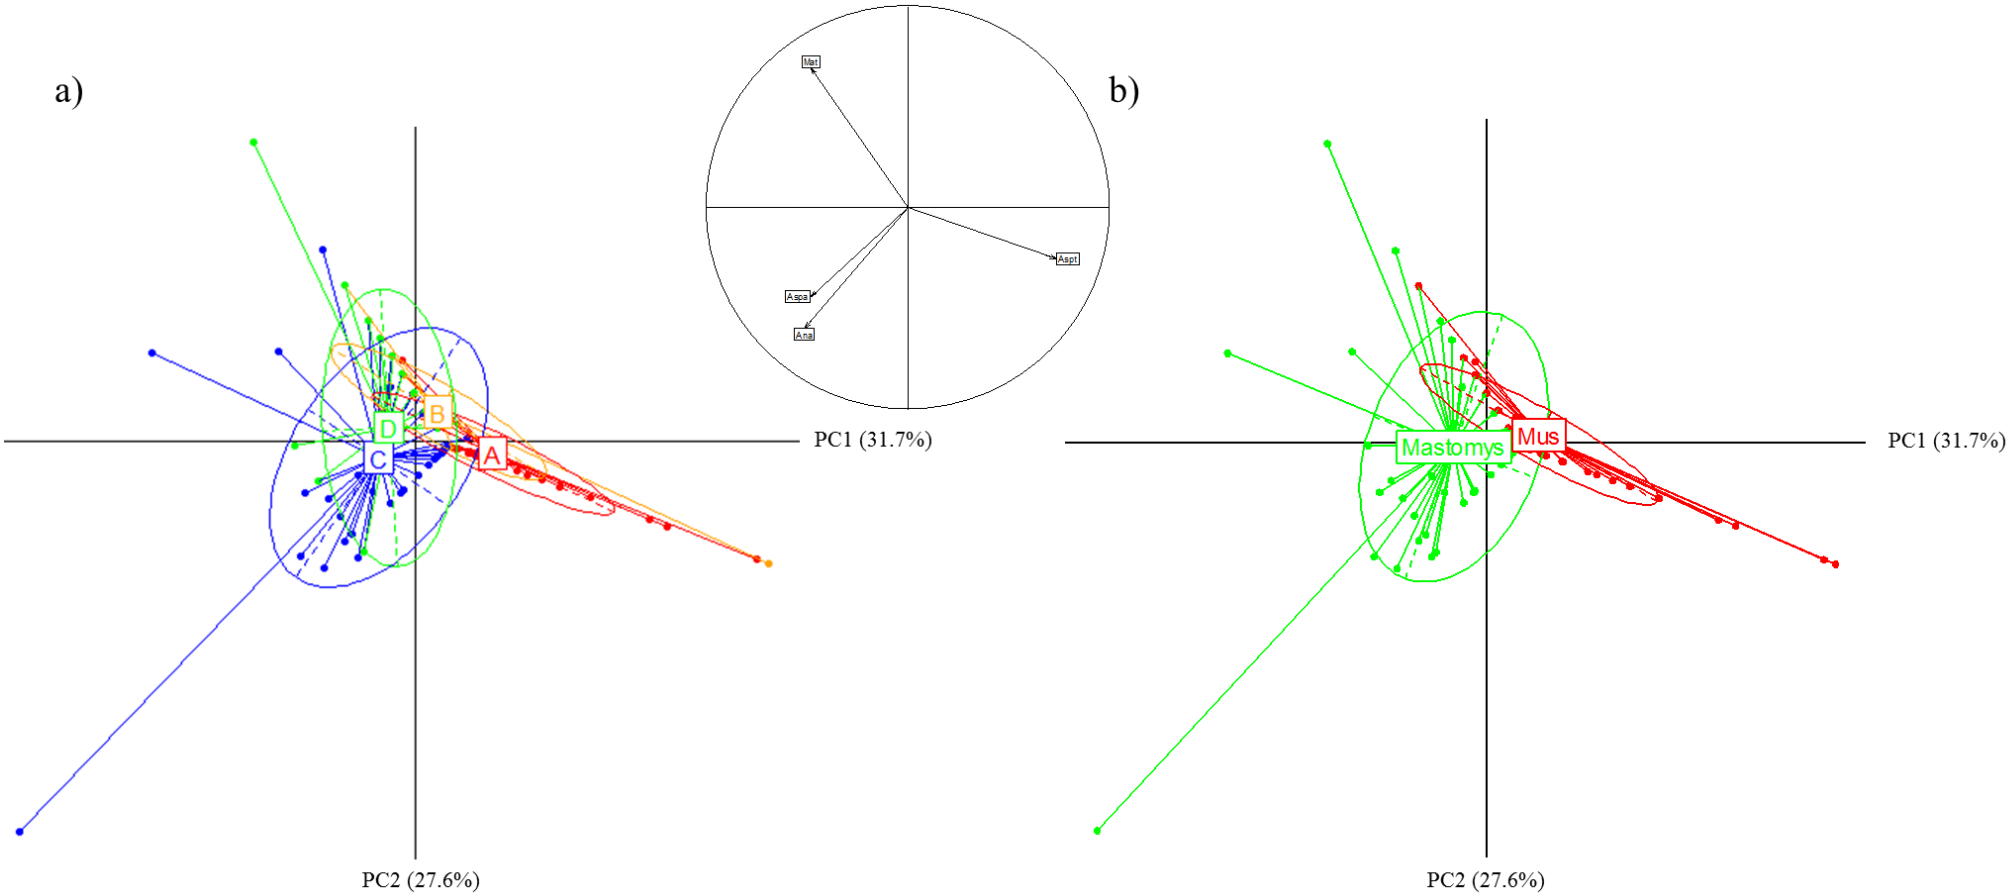 a)
Mat
Aspt
Aspa
Ana
B
D
C
A
PC1 (31.7%)
PC2 (27.6%)
b)
Mus
Mastomys
PC1 (31.7%)
PC2 (27.6%)